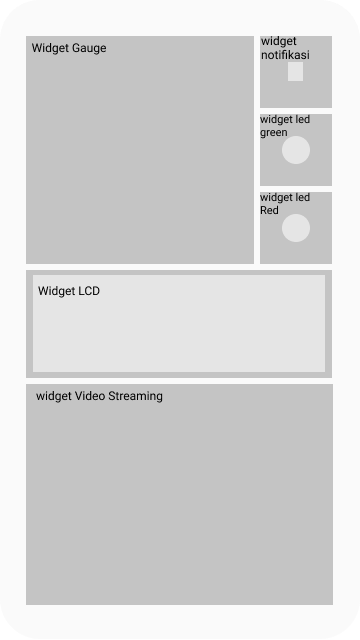 Widget Gauge
widget
notifikasi
widget led
green
widget led
Red
Widget LCD
widget Video Streaming